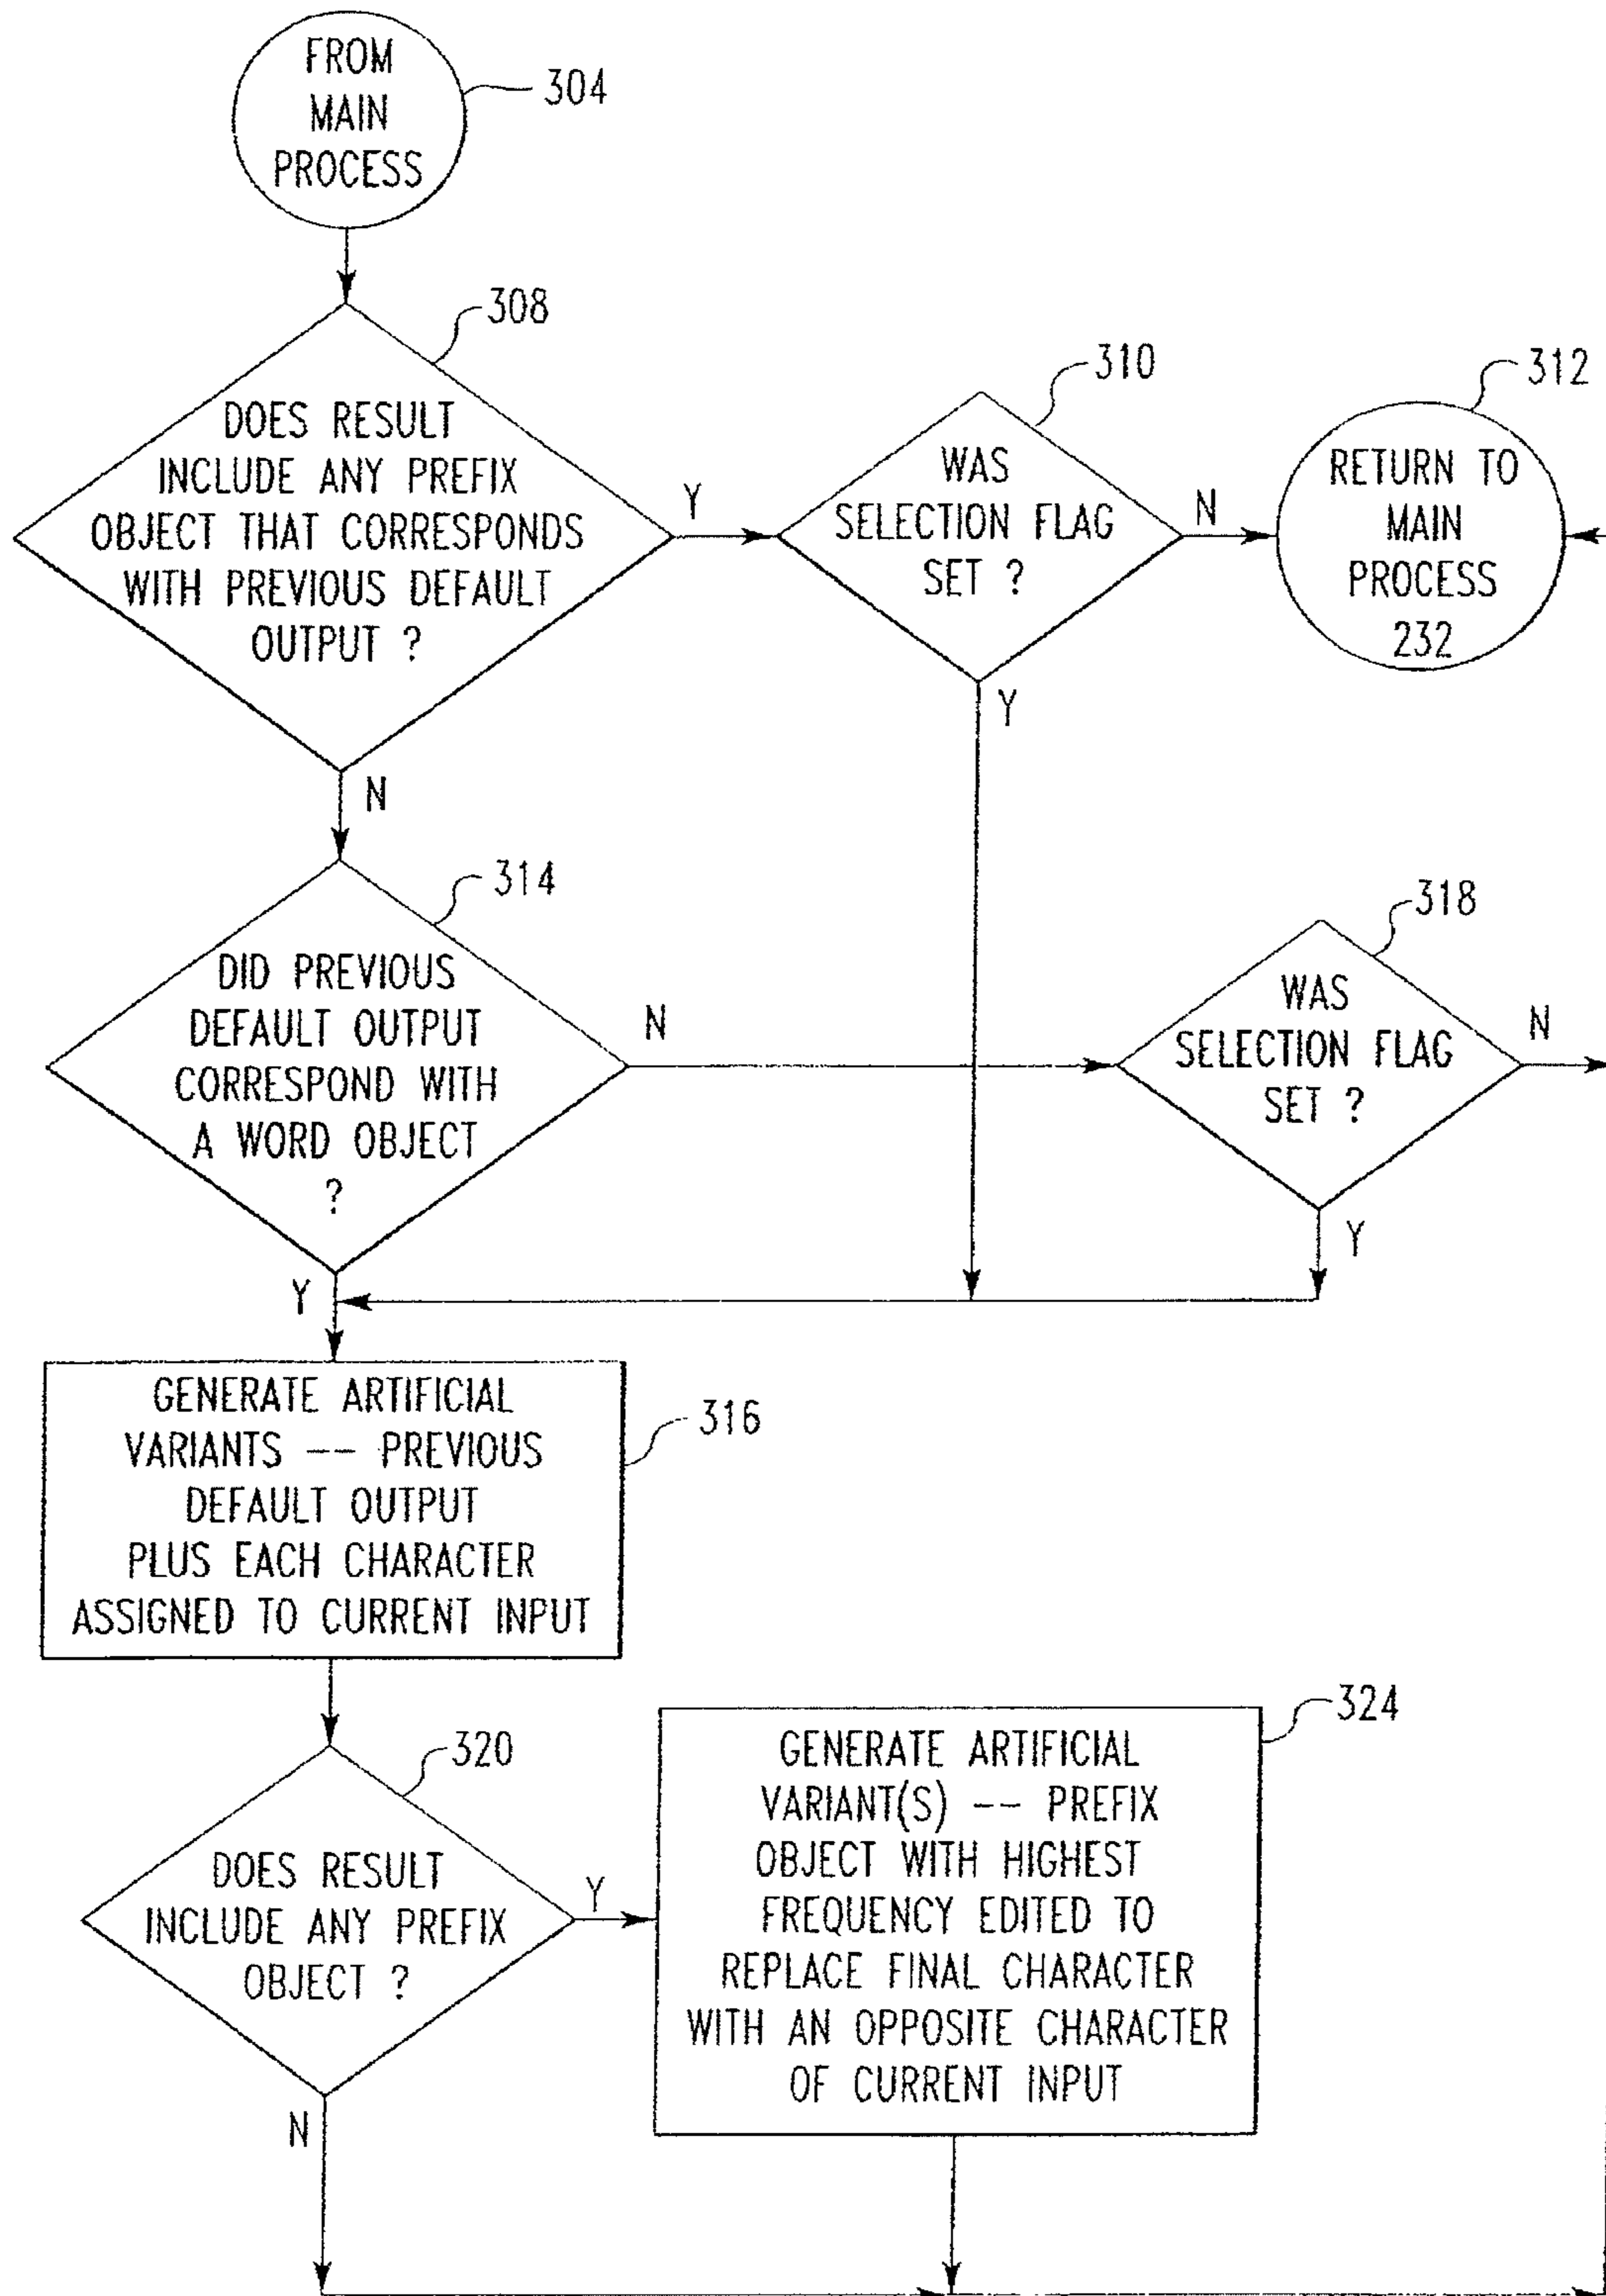 FROM
MAIN
PROCESS
304
308
DOES RESULT
INCLUDE ANY PREFIX
OBJECT THAT CORRESPONDS
WITH PREVIOUS DEFAULT
OUTPUT ?
Y
N
310
WAS
SELECTION FLAG
SET ?
N
Y
312
RETURN TO
MAIN
PROCESS
232
314
DID PREVIOUS
DEFAULT OUTPUT
CORRESPOND WITH
A WORD OBJECT
?
N
Y
318
WAS
SELECTION FLAG
SET ?
N
Y
GENERATE ARTIFICIAL
VARIANTS -- PREVIOUS
DEFAULT OUTPUT
PLUS EACH CHARACTER
ASSIGNED TO CURRENT INPUT
316
320
DOES RESULT
INCLUDE ANY PREFIX
OBJECT ?
Y
N
324
GENERATE ARTIFICIAL
VARIANT(S) -- PREFIX
OBJECT WITH HIGHEST
FREQUENCY EDITED TO
REPLACE FINAL CHARACTER
WITH AN OPPOSITE CHARACTER
OF CURRENT INPUT